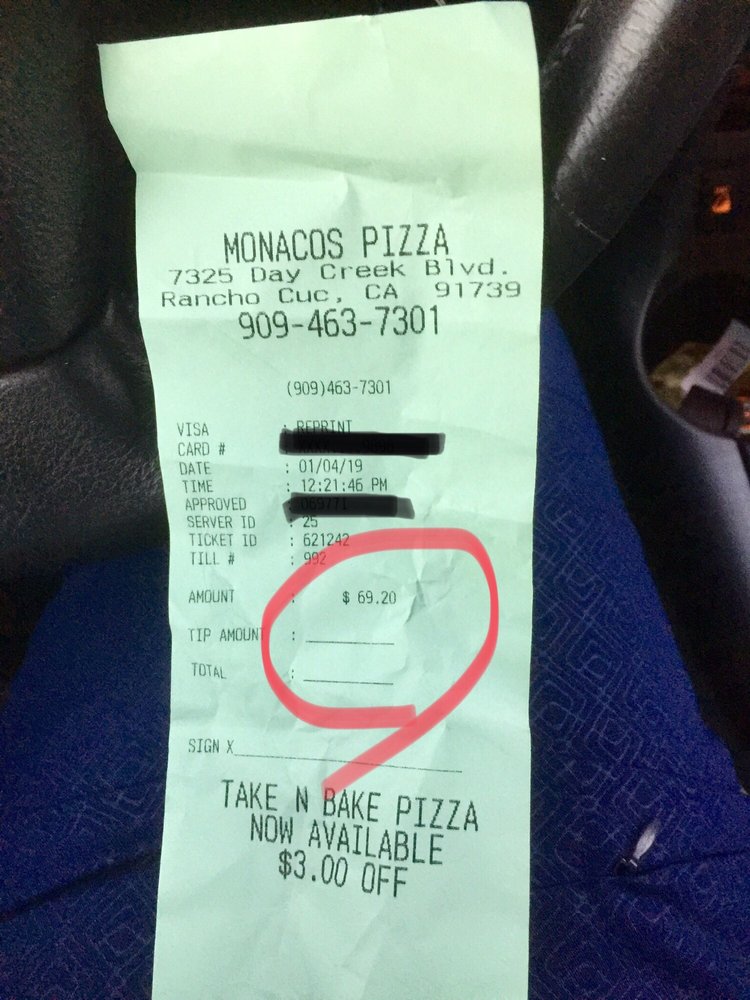 MONACOS PIZZA
7325 Day Creek Blvd.
Rancho Cuc, CA 91739
909-463-7301
(909)463-7301
VISA : REPRINT
CARD # :
DATE : 01/04/19
TIME : 12:21:46 PM
APPROVED :
SERVER ID : 25
TICKET ID : 621242
TILL # : 992
AMOUNT : $ 69.20
TIP AMOUNT :
TOTAL :
SIGN X
TAKE N BAKE PIZZA
NOW AVAILABLE
$3.00 OFF